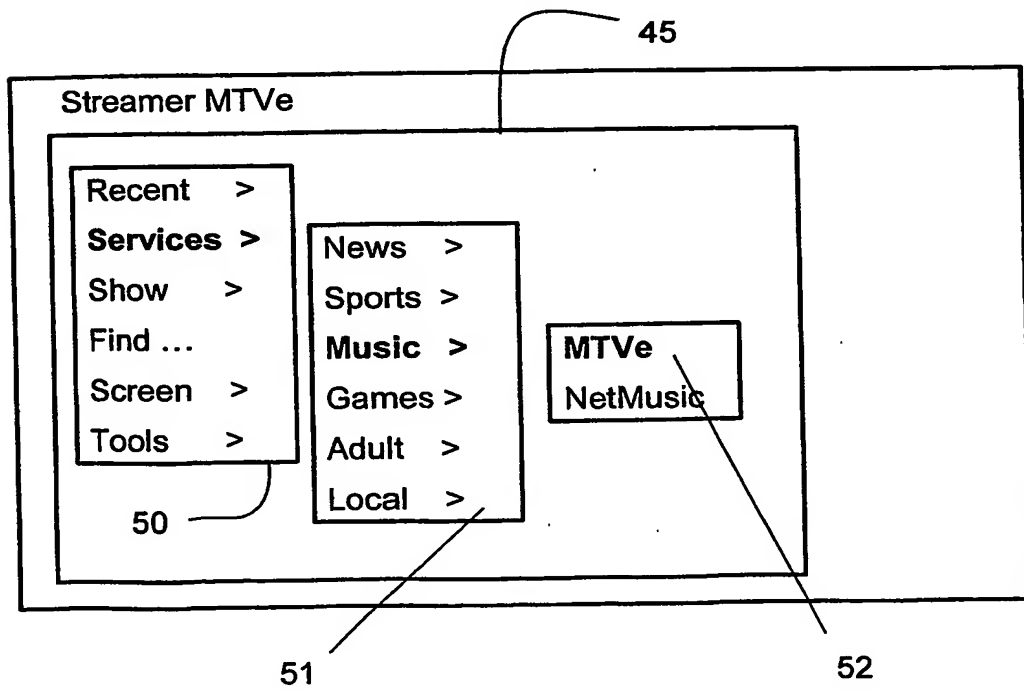 45
Streamer MTVe
Recent >
Services >
Show >
Find ...
Screen >
Tools >
50
News >
Sports >
Music >
Games >
Adult >
Local >
51
MTVe
NetMusic
52